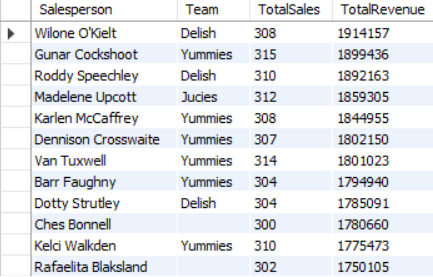 Salesperson Team TotalSales TotalRevenue
Wilone O'Kielt Delish 308 1914157
Gunar Cockshoot Yummies 315 1899436
Roddy Speechley Delish 310 1892163
Madelene Upcott Jucies 312 1859305
Karlen McCaffrey Yummies 308 1844955
Dennison Crosswaite Yummies 307 1802150
Van Tuxwell Yummies 314 1801023
Barr Faughny Yummies 304 1794940
Dotty Strutley Delish 304 1785091
Ches Bonnell 300 1780660
Kelci Walkden Yummies 310 1775473
Rafaelita Blaksland 302 1750105